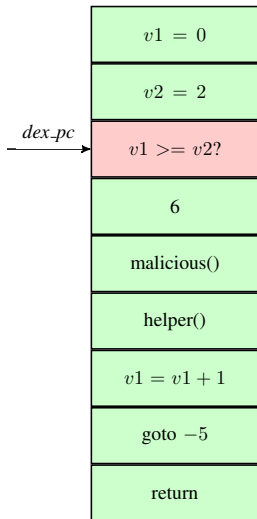 v1 = 0
v2 = 2
dex_pc
v1 >= v2?
6
malicious()
helper()
v1 = v1 + 1
goto −5
return